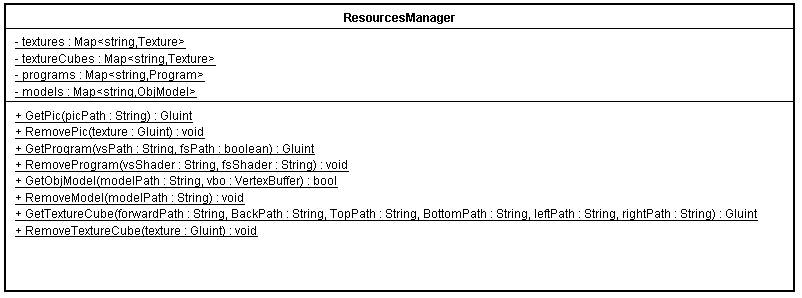 ResourcesManager
- textures : Map<string,Texture>
- textureCubes : Map<string,Texture>
- programs : Map<string,Program>
- models : Map<string,ObjModel>
+ GetPic(picPath : String) : Gluint
+ RemovePic(texture : Gluint) : void
+ GetProgram(vsPath : String, fsPath : boolean) : Gluint
+ RemoveProgram(vsShader : String, fsShader : String) : void
+ GetObjModel(modelPath : String, vbo : VertexBuffer) : bool
+ RemoveModel(modelPath : String) : void
+ GetTextureCube(forwardPath : String, BackPath : String, TopPath : String, BottomPath : String, leftPath : String, rightPath : String) : Gluint
+ RemoveTextureCube(texture : Gluint) : void